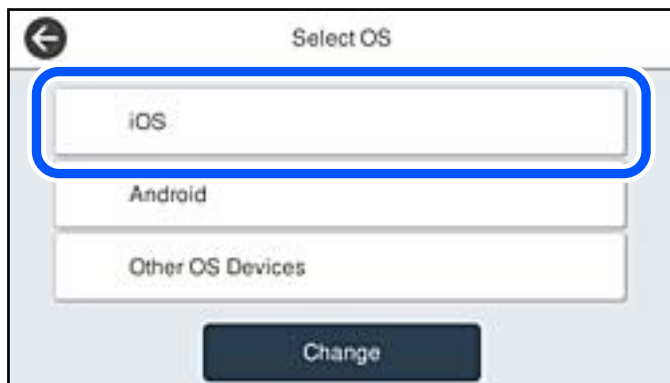 Select OS
iOS
Android
Other OS Devices
Change